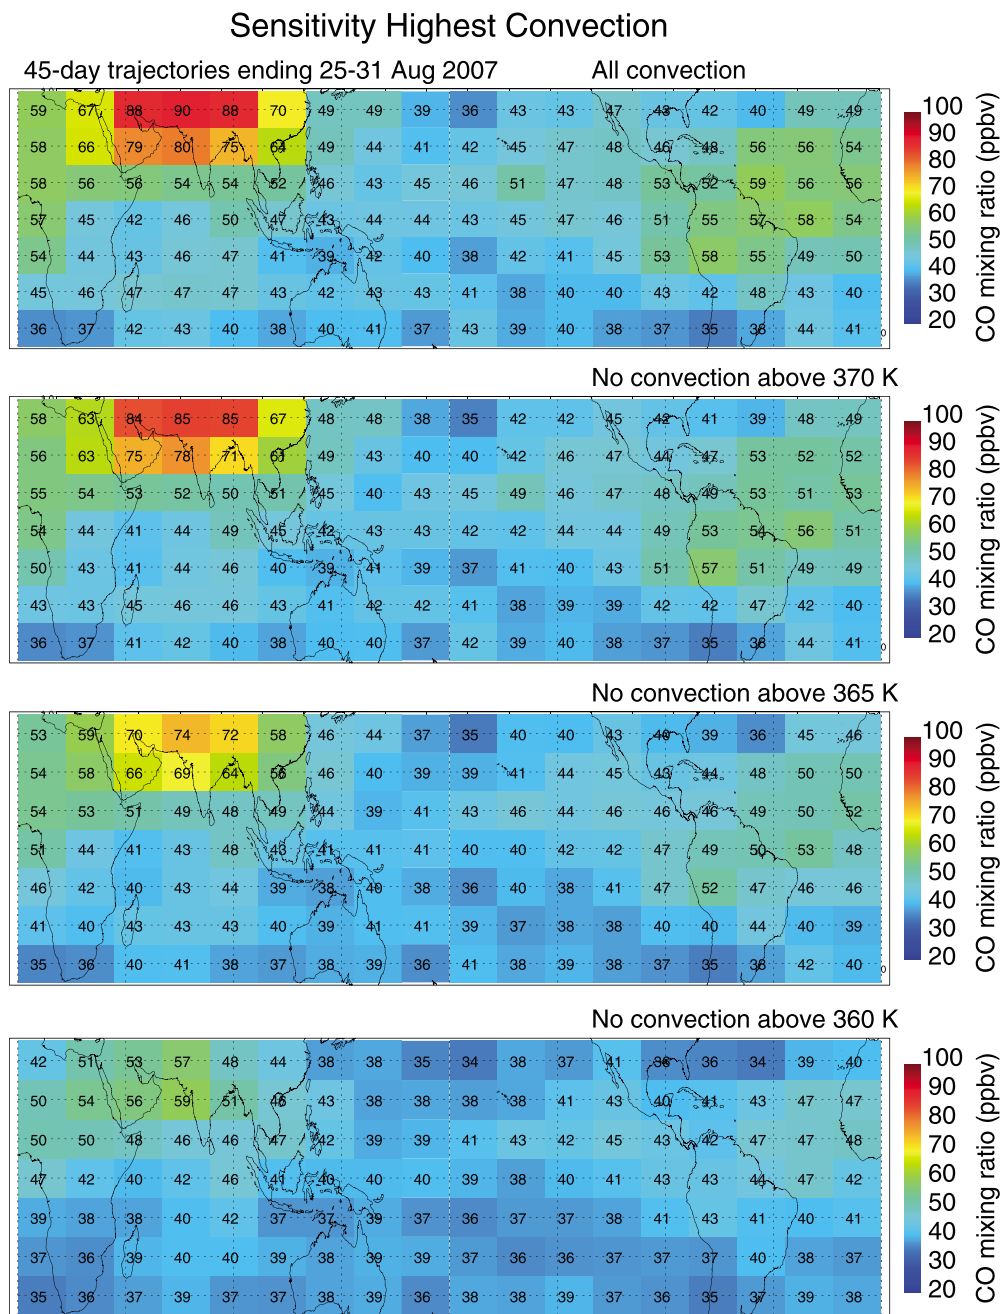 Sensitivity Highest Convection
45-day trajectories ending 25-31 Aug 2007 All convection
59 67 88 90 88 70 49 49 39 36 43 43 47 43 42 40 49 49
58 66 79 80 75 64 49 44 41 42 45 47 48 46 48 56 56 54
58 56 56 54 54 52 46 43 45 46 51 47 48 53 52 59 56 56
57 45 42 46 50 47 43 44 44 43 45 47 46 51 55 57 58 54
54 44 43 46 47 41 39 42 40 38 42 41 45 53 58 55 49 50
45 46 47 47 47 43 42 43 43 41 38 40 40 43 42 48 43 40
36 37 42 43 40 38 40 41 37 43 39 40 38 37 35 38 44 41
0
100
90
80
70
60
50
40
30
20
CO mixing ratio (ppbv)
No convection above 370 K
58 63 84 85 85 67 48 48 38 35 42 42 45 42 41 39 48 49
56 63 75 78 71 61 49 43 40 40 42 46 47 44 47 53 52 52
55 54 53 52 50 51 45 40 43 45 49 46 47 48 49 53 51 53
54 44 41 44 49 45 42 43 43 42 42 44 44 49 53 54 56 51
50 43 41 44 46 40 39 41 39 37 41 40 43 51 57 51 49 49
43 43 45 46 46 43 41 42 42 41 38 39 39 42 42 47 42 40
36 37 41 42 40 38 40 40 37 42 39 40 38 37 35 38 44 41
0
100
90
80
70
60
50
40
30
20
CO mixing ratio (ppbv)
No convection above 365 K
53 59 70 74 72 58 46 44 37 35 40 40 43 40 39 36 45 46
54 58 66 69 64 56 46 40 39 39 41 44 45 43 44 48 50 50
54 53 51 49 48 49 44 39 41 43 46 44 46 46 46 49 50 52
51 44 41 43 48 43 41 41 41 40 40 42 42 47 49 50 53 48
46 42 40 43 44 39 38 40 38 36 40 38 41 47 52 47 46 46
41 40 43 43 43 40 39 41 41 39 37 38 38 40 40 44 40 39
35 36 40 41 38 37 38 39 36 41 38 39 38 37 35 38 42 40
0
100
90
80
70
60
50
40
30
20
CO mixing ratio (ppbv)
No convection above 360 K
42 51 53 57 48 44 38 38 35 34 38 37 41 36 36 34 39 40
50 54 56 59 51 46 43 38 38 38 38 41 43 40 41 43 47 47
50 50 48 46 46 47 42 39 39 41 43 42 45 43 42 47 47 48
47 42 40 42 46 41 40 40 40 39 38 40 41 43 43 44 47 42
39 38 38 40 42 37 37 39 37 36 37 37 38 41 43 41 40 41
37 36 39 40 40 38 37 38 37 37 36 36 37 37 37 40 38 37
35 36 37 39 37 36 36 37 35 37 36 37 36 36 35 37 39 38
100
90
80
70
60
50
40
30
20
CO mixing ratio (ppbv)